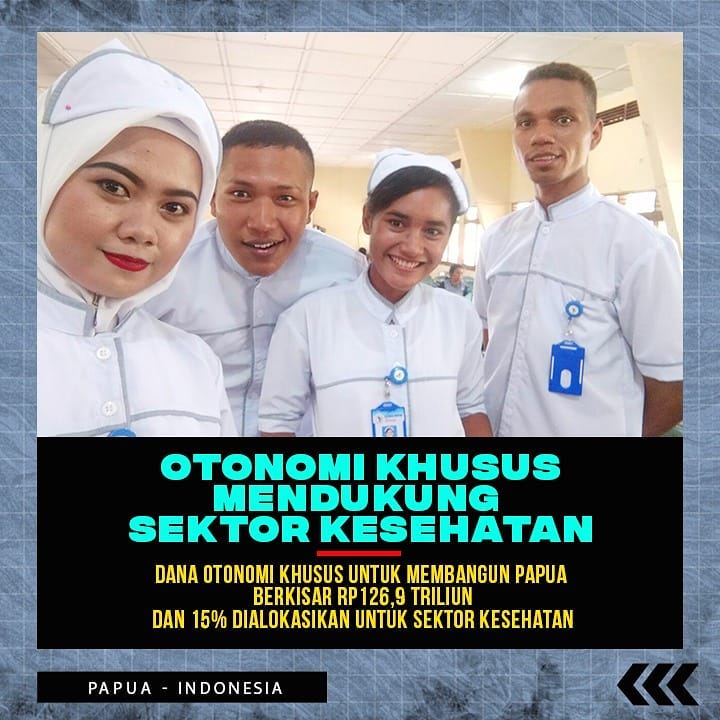 OTONOMI KHUSUS
MENDUKUNG
SEKTOR KESEHATAN
DANA OTONOMI KHUSUS UNTUK MEMBANGUN PAPUA
BERKISAR RP126,9 TRILIUN
DAN 15% DIALOKASIKAN UNTUK SEKTOR KESEHATAN
PAPUA - INDONESIA